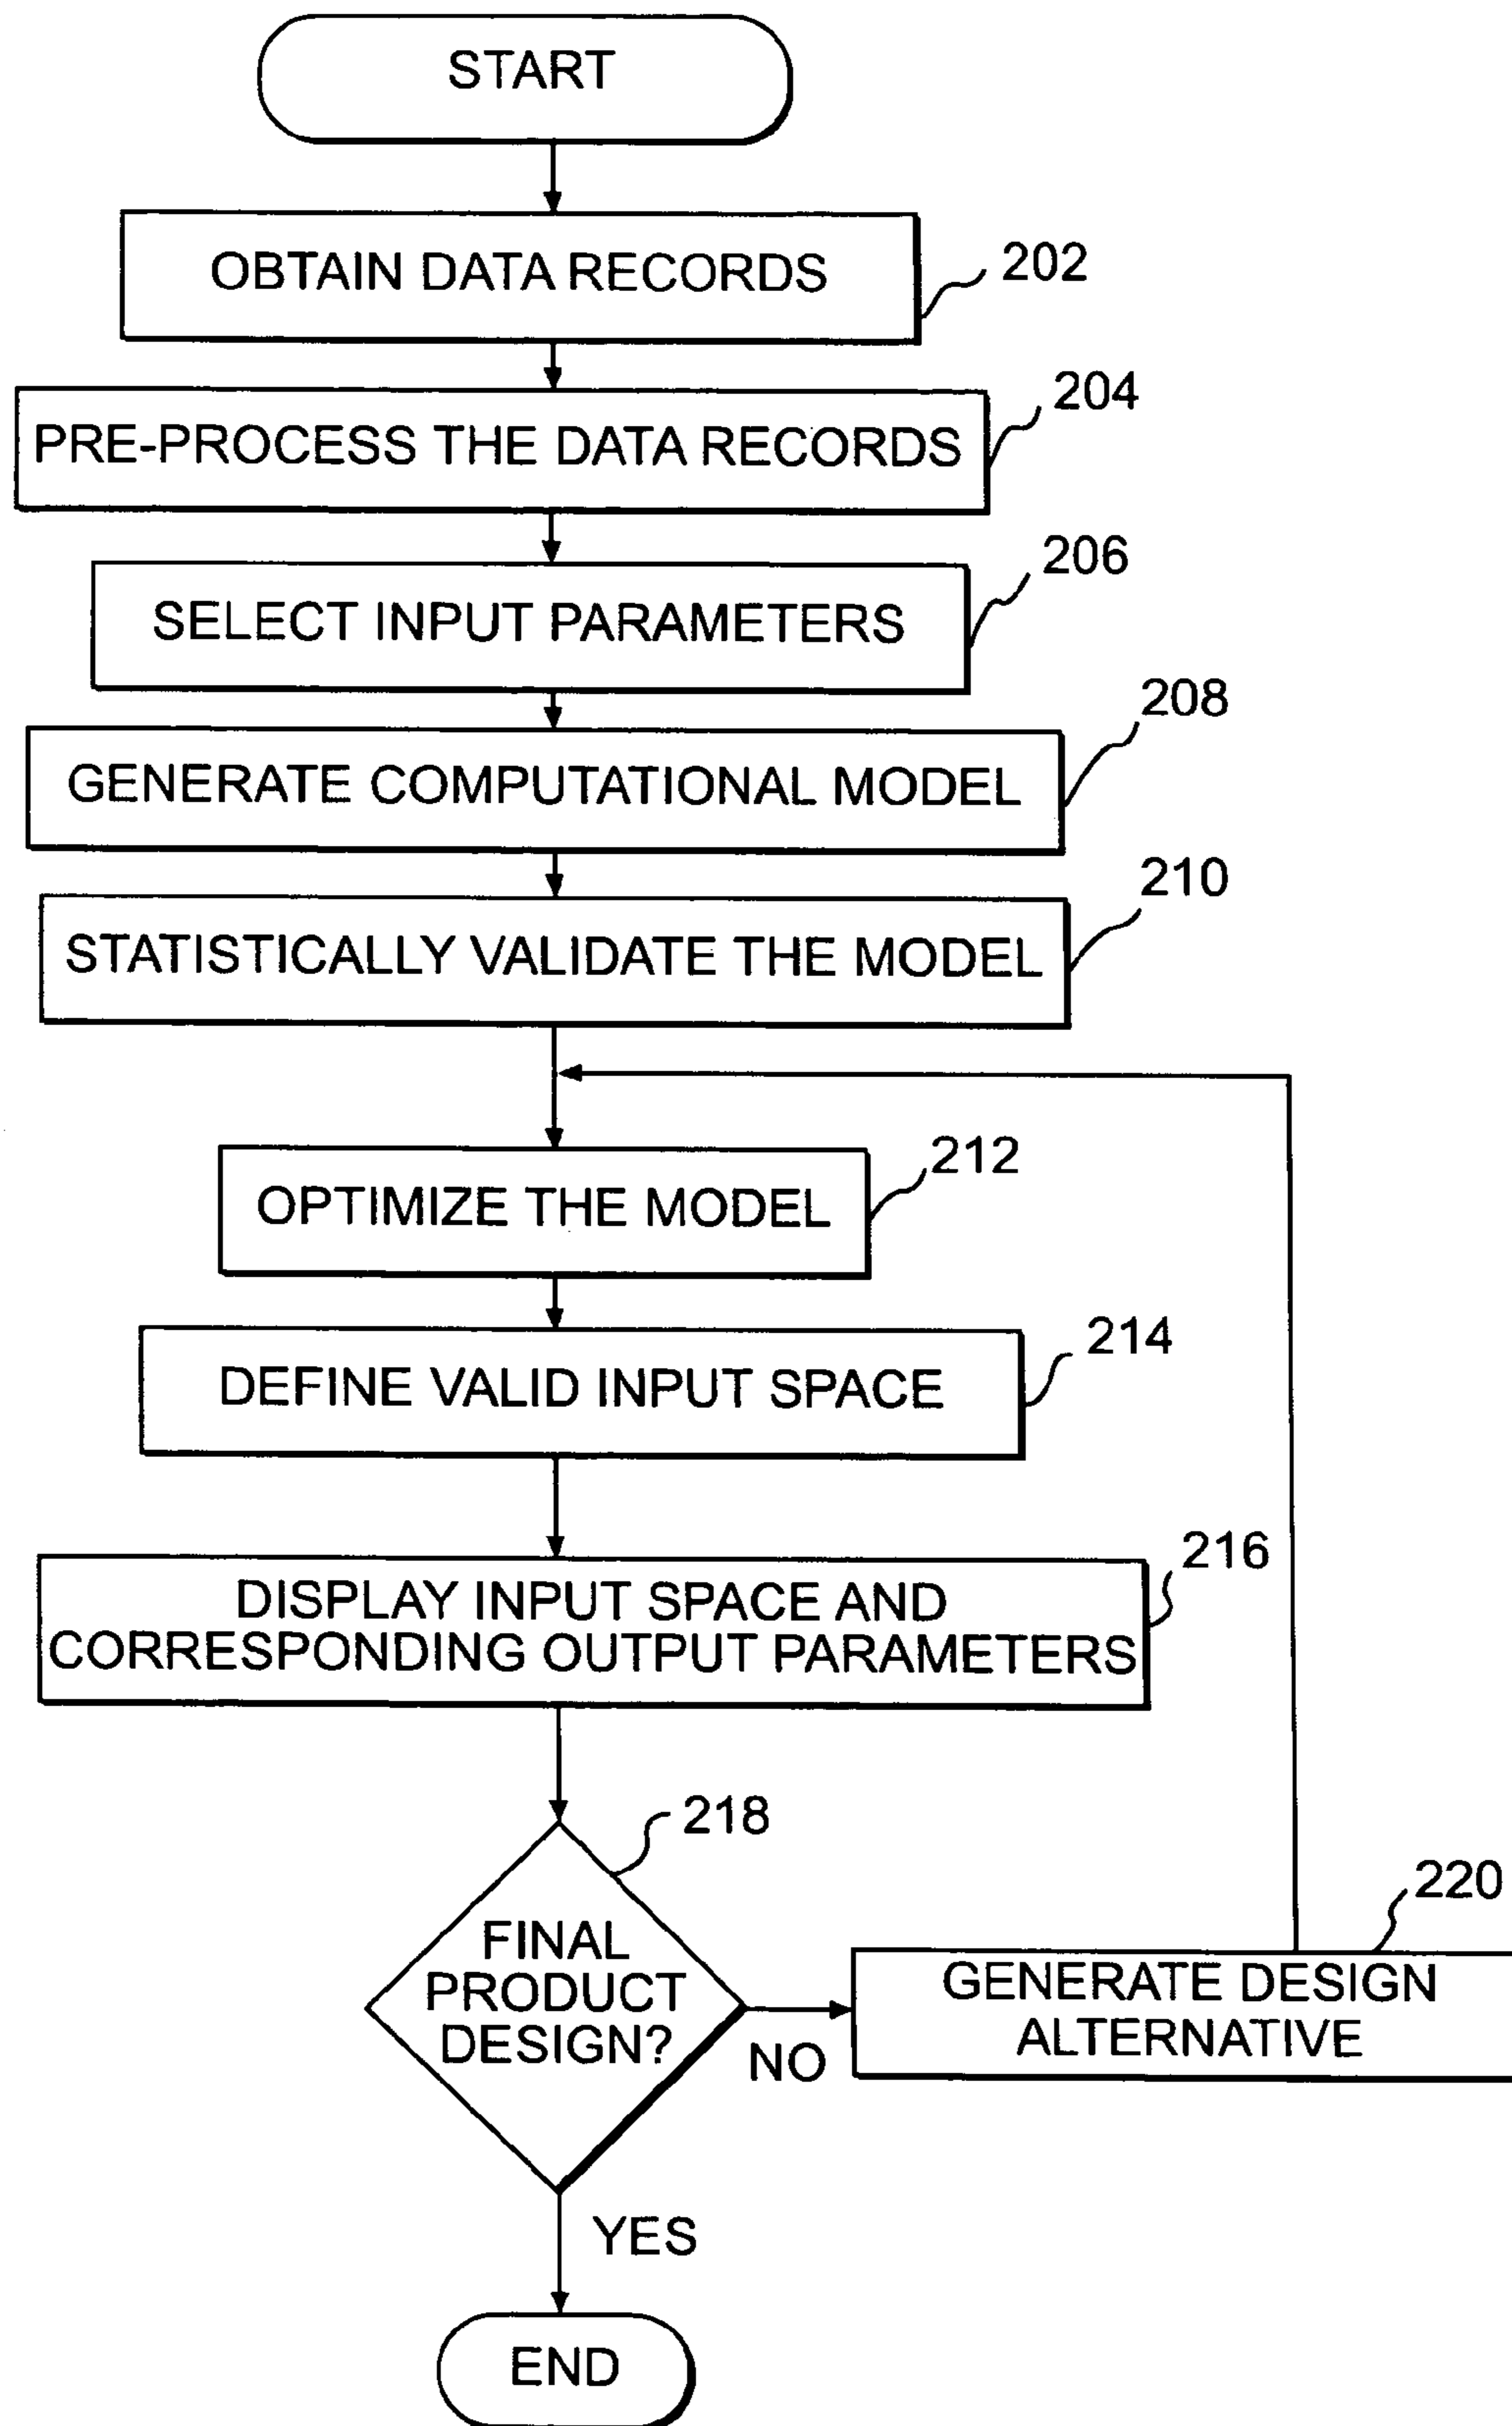 START
OBTAIN DATA RECORDS
202
PRE-PROCESS THE DATA RECORDS
204
SELECT INPUT PARAMETERS
206
GENERATE COMPUTATIONAL MODEL
208
STATISTICALLY VALIDATE THE MODEL
210
OPTIMIZE THE MODEL
212
DEFINE VALID INPUT SPACE
214
DISPLAY INPUT SPACE AND
CORRESPONDING OUTPUT PARAMETERS
216
FINAL
PRODUCT
DESIGN?
218
NO
GENERATE DESIGN
ALTERNATIVE
220
YES
END